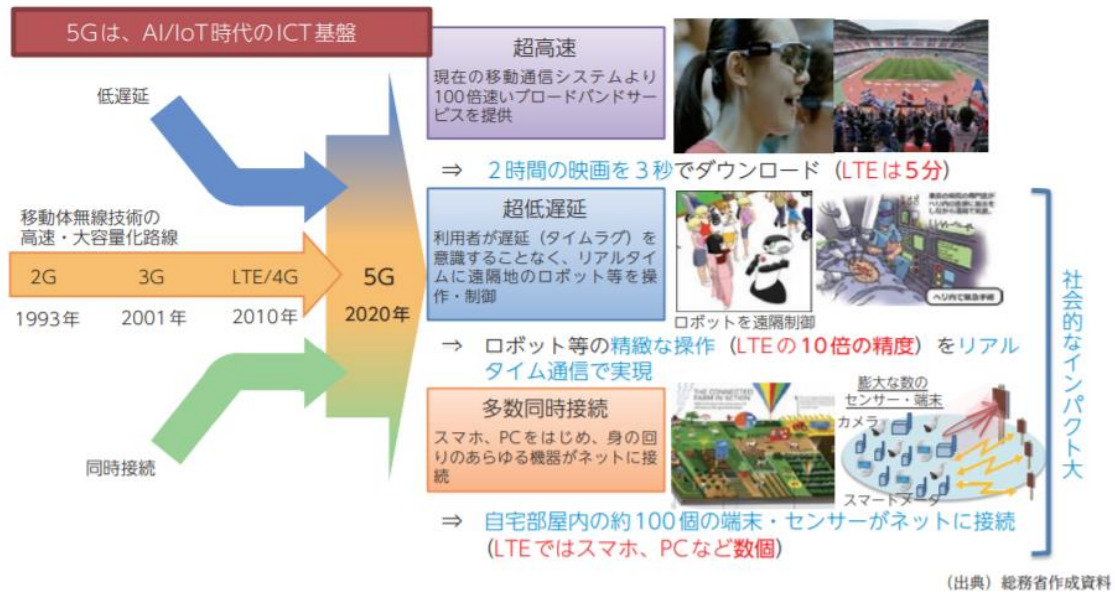 5Gは、AI/IoT時代のICT基盤
低遅延
移動体無線技術の
高速・大容量化路線
2G
3G
LTE/4G
5G
1993年
2001年
2010年
2020年
同時接続
超高速
現在の移動通信システムより
100倍速いブロードバンドサー
ビスを提供
⇒ 2時間の映画を3秒でダウンロード（LTEは5分）
超低遅延
利用者が遅延（タイムラグ）を
意識することなく、リアルタイ
ムに遠隔地のロボット等を操
作・制御
ロボットを遠隔制御
ヘリ内で緊急手術
⇒ ロボット等の精緻な操作（LTEの10倍の精度）をリアル
タイム通信で実現
多数同時接続
スマホ、PCをはじめ、身の回
りのあらゆる機器がネットに接
続
THE CONNECTED
FARM IN ACTION
膨大な数の
センサー・端末
カメラ
スマートメータ
⇒ 自宅部屋内の約100個の端末・センサーがネットに接続
（LTEではスマホ、PCなど数個）
社会的なインパクト大
（出典）総務省作成資料